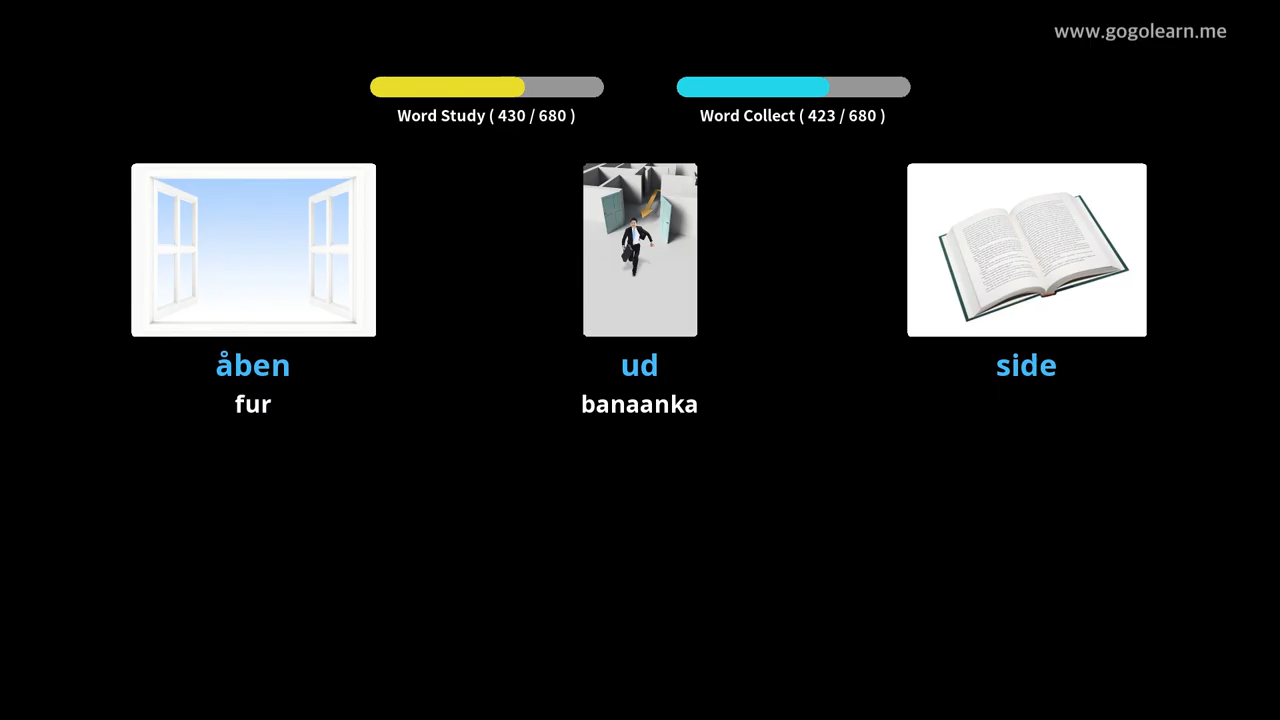 www.gogolearn.me
Word Study ( 430 / 680 )
Word Collect ( 423 / 680 )
åben
ud
side
fur
banaanka